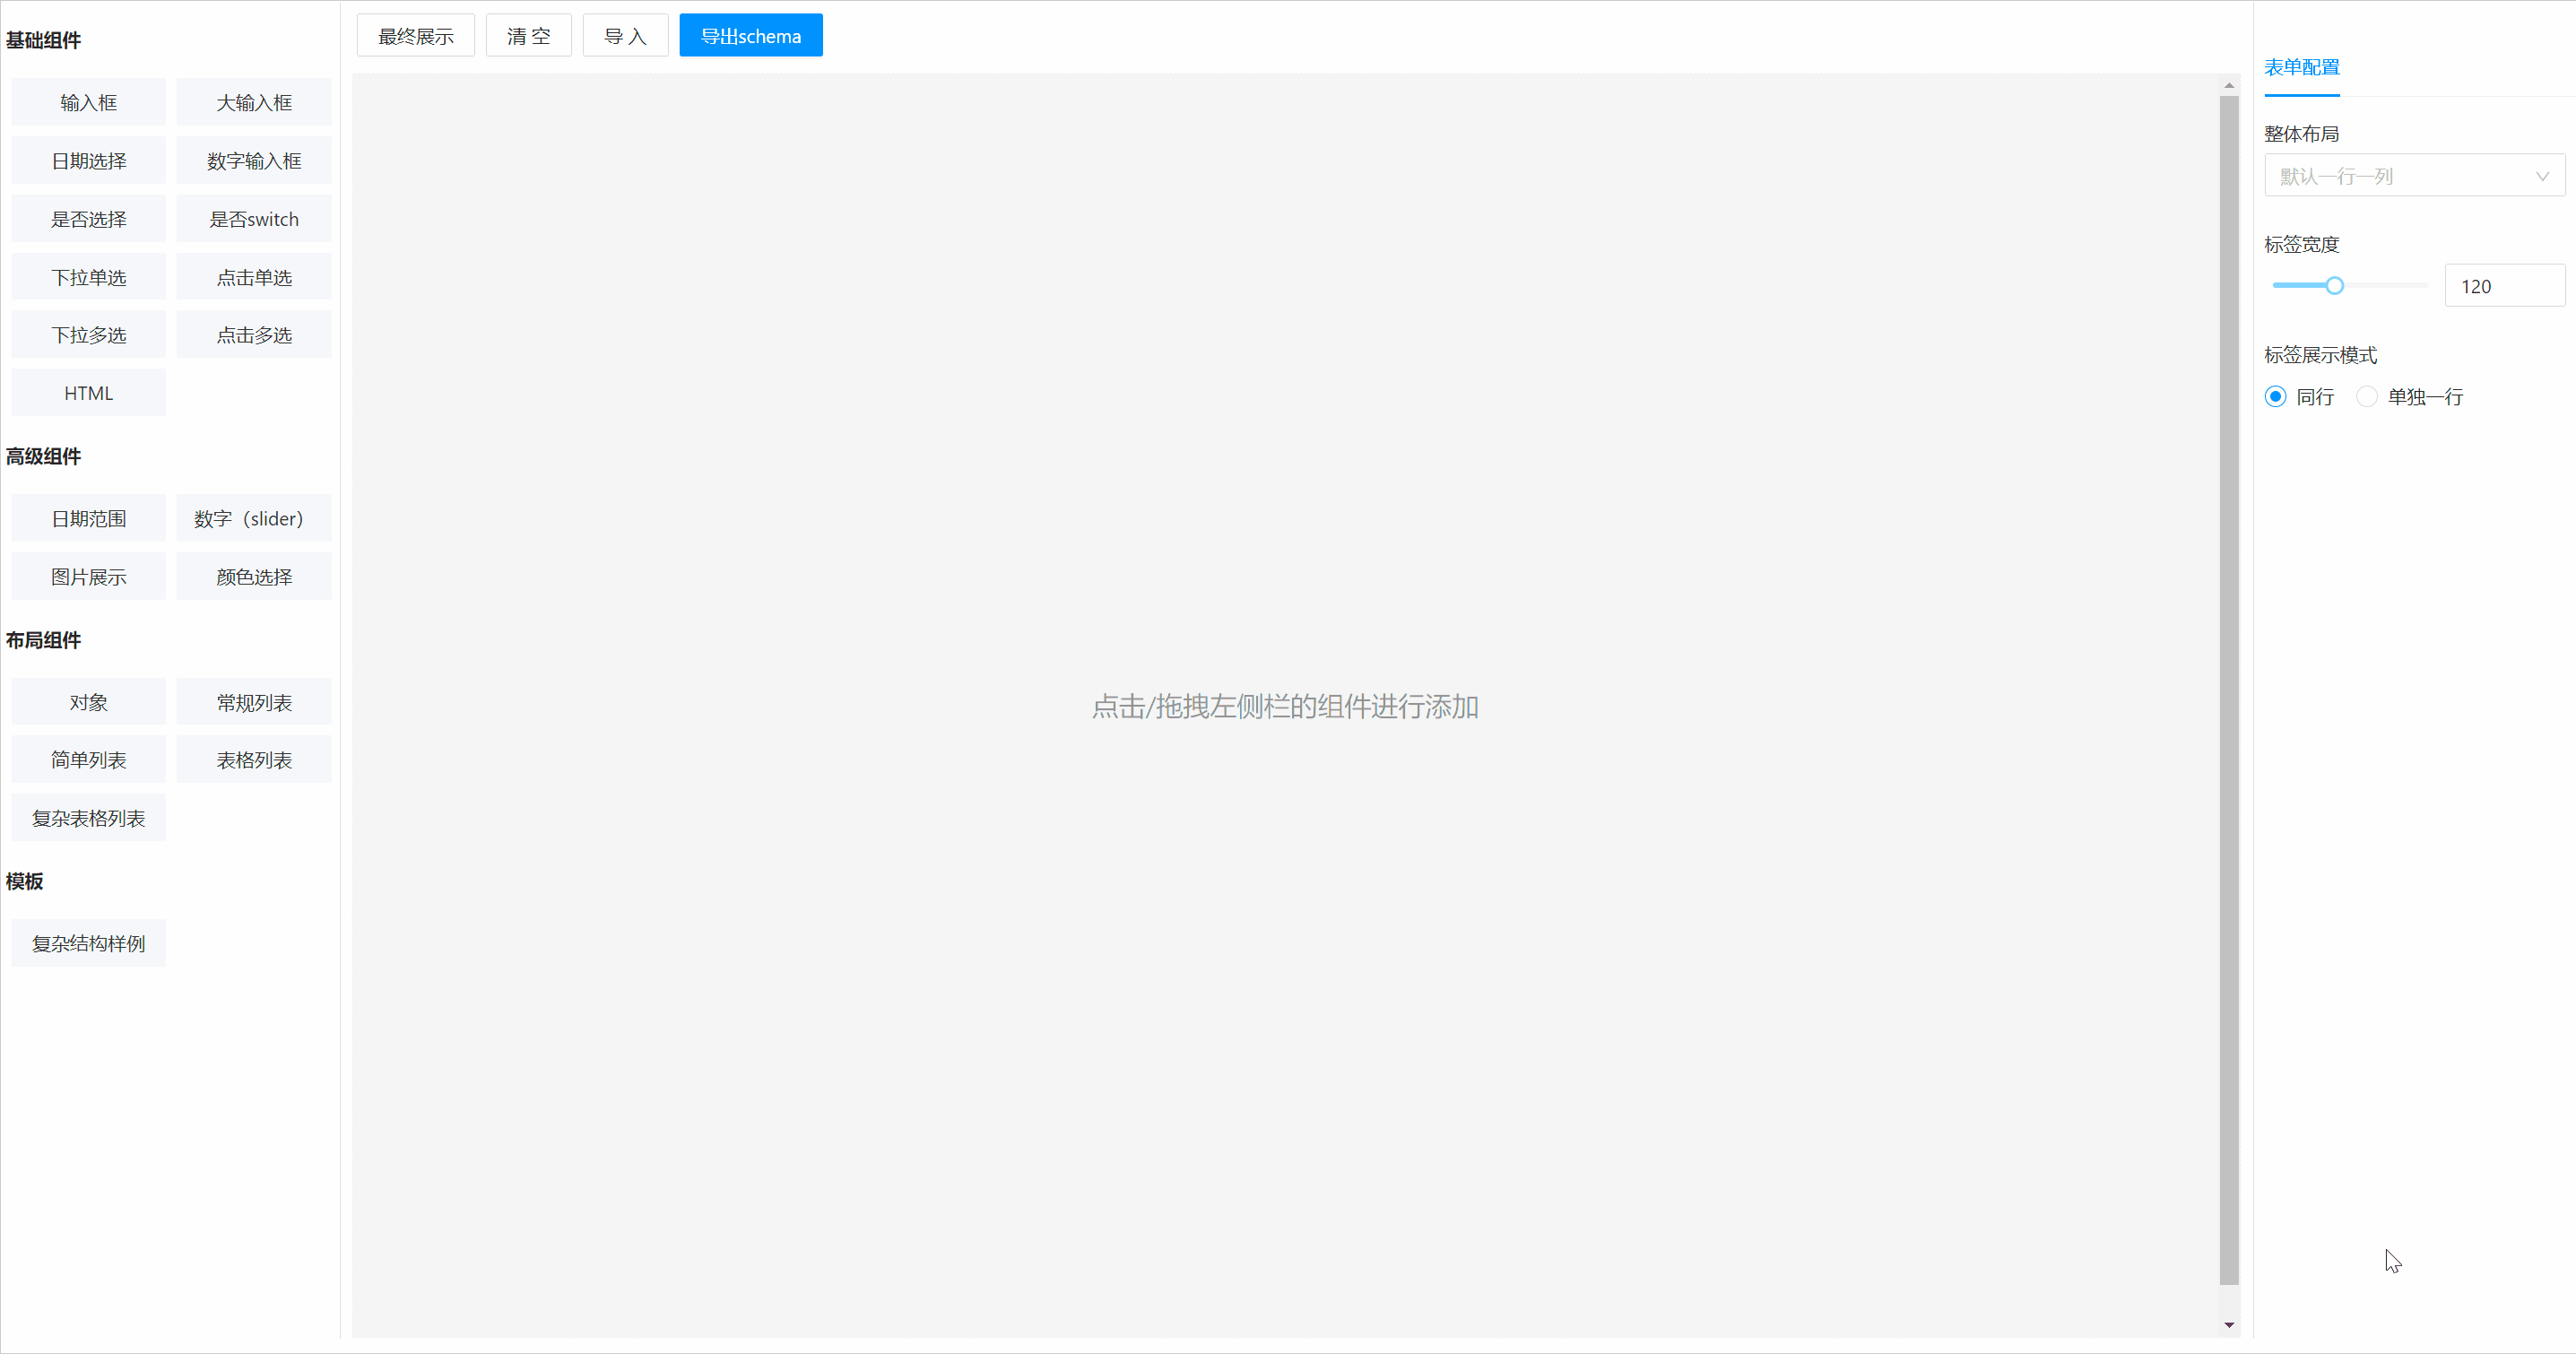 基础组件
输入框 大输入框
日期选择 数字输入框
是否选择 是否switch
下拉单选 点击单选
下拉多选 点击多选
HTML
高级组件
日期范围 数字（slider）
图片展示 颜色选择
布局组件
对象 常规列表
简单列表 表格列表
复杂表格列表
模板
复杂结构样例
最终展示 清 空 导 入 导出schema
点击/拖拽左侧栏的组件进行添加
表单配置
整体布局
默认一行一列
标签宽度
120
标签展示模式
同行 单独一行